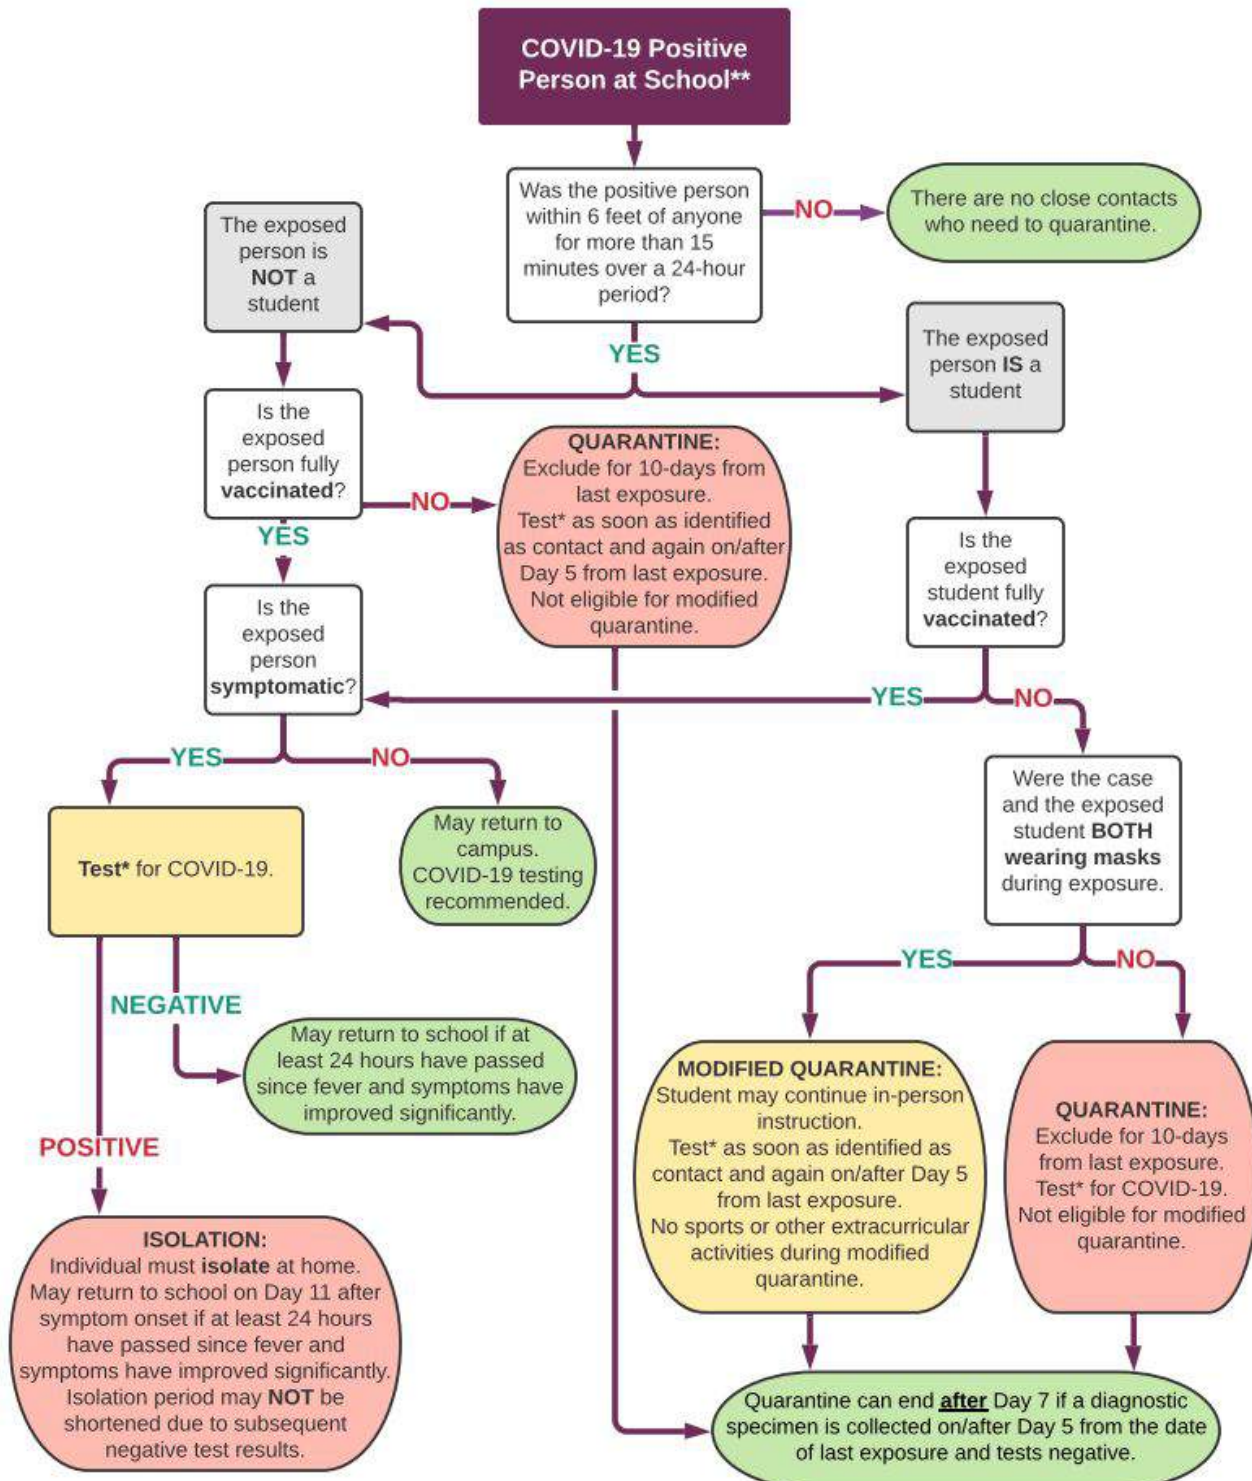 COVID-19 Positive
Person at School**
Was the positive person
within 6 feet of anyone
for more than 15
minutes over a 24-hour
period?
NO
There are no close contacts
who need to quarantine.
The exposed
person is
NOT a
student
YES
The exposed
person IS a
student
Is the
exposed
person fully
vaccinated?
NO
QUARANTINE:
Exclude for 10-days from
last exposure.
Test* as soon as identified
as contact and again on/after
Day 5 from last exposure.
Not eligible for modified
quarantine.
YES
Is the
exposed
student fully
vaccinated?
Is the
exposed
person
symptomatic?
YES
NO
YES
NO
Were the case
and the exposed
student BOTH
wearing masks
during exposure.
Test* for COVID-19.
May return to
campus.
COVID-19 testing
recommended.
YES
NO
NEGATIVE
May return to school if at
least 24 hours have passed
since fever and symptoms have
improved significantly.
POSITIVE
MODIFIED QUARANTINE:
Student may continue in-person
instruction.
Test* as soon as identified as
contact and again on/after Day 5
from last exposure.
No sports or other extracurricular
activities during modified
quarantine.
QUARANTINE:
Exclude for 10-days
from last exposure.
Test* for COVID-19.
Not eligible for modified
quarantine.
ISOLATION:
Individual must isolate at home.
May return to school on Day 11 after
symptom onset if at least 24 hours
have passed since fever and
symptoms have improved significantly.
Isolation period may NOT be
shortened due to subsequent
negative test results.
Quarantine can end after Day 7 if a diagnostic
specimen is collected on/after Day 5 from the date
of last exposure and tests negative.